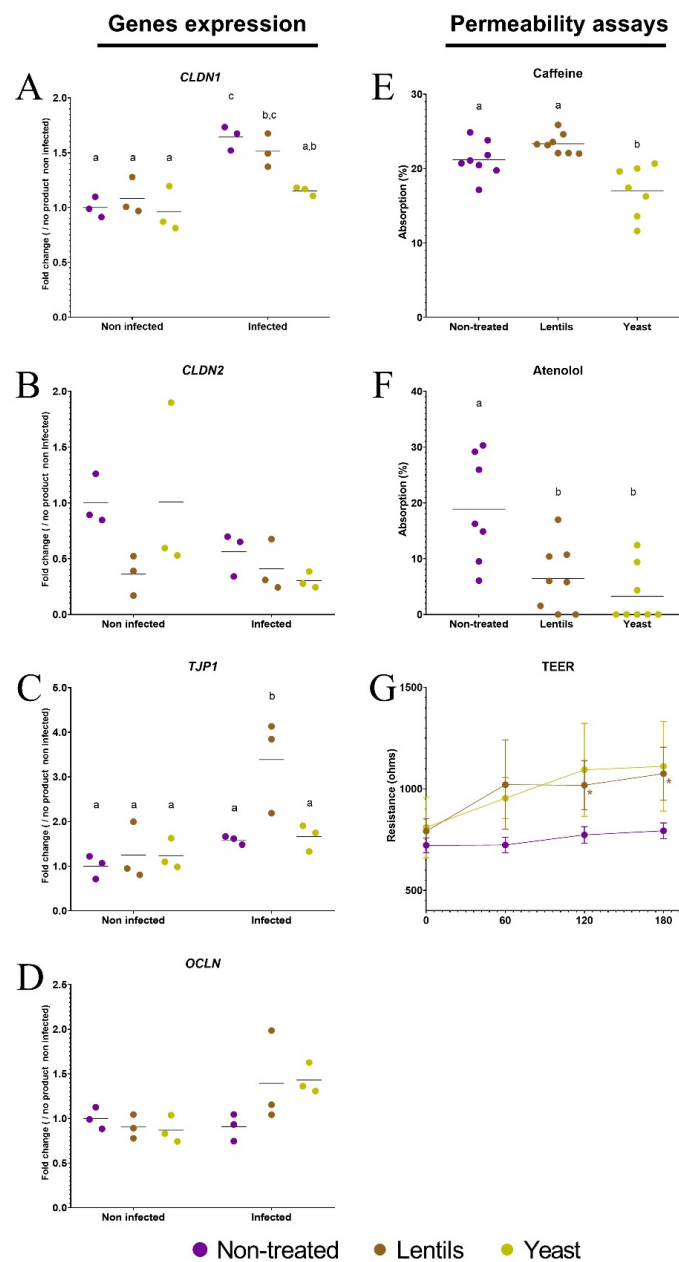 Genes expression
Permeability assays
A
CLDN1
Fold change ( / no product non infected)
2.0
1.5
1.0
1.0
0.0
a a a c b,c a,b
Non infected Infected
B
CLDN2
Fold change ( / no product non infected)
2.0
1.0
0.5
0.0
Non infected Infected
C
TJP1
Fold change ( / no product non infected)
5.0
4.0
3.0
2.0
1.0
0.0
a a a a b a
Non infected Infected
D
OCLN
Fold change ( / no product non infected)
2.5
2.0
1.5
1.0
0.5
0.0
Non infected Infected
E
Caffeine
Absorption (%)
30
20
10
0
a a b
Non-treated Lentils Yeast
F
Atenolol
Absorption (%)
40
30
20
10
0
a b b
Non-treated Lentils Yeast
G
TEER
Resistance (ohms)
1500
1000
500
* *
0 60 120 180
Non-treated Lentils Yeast